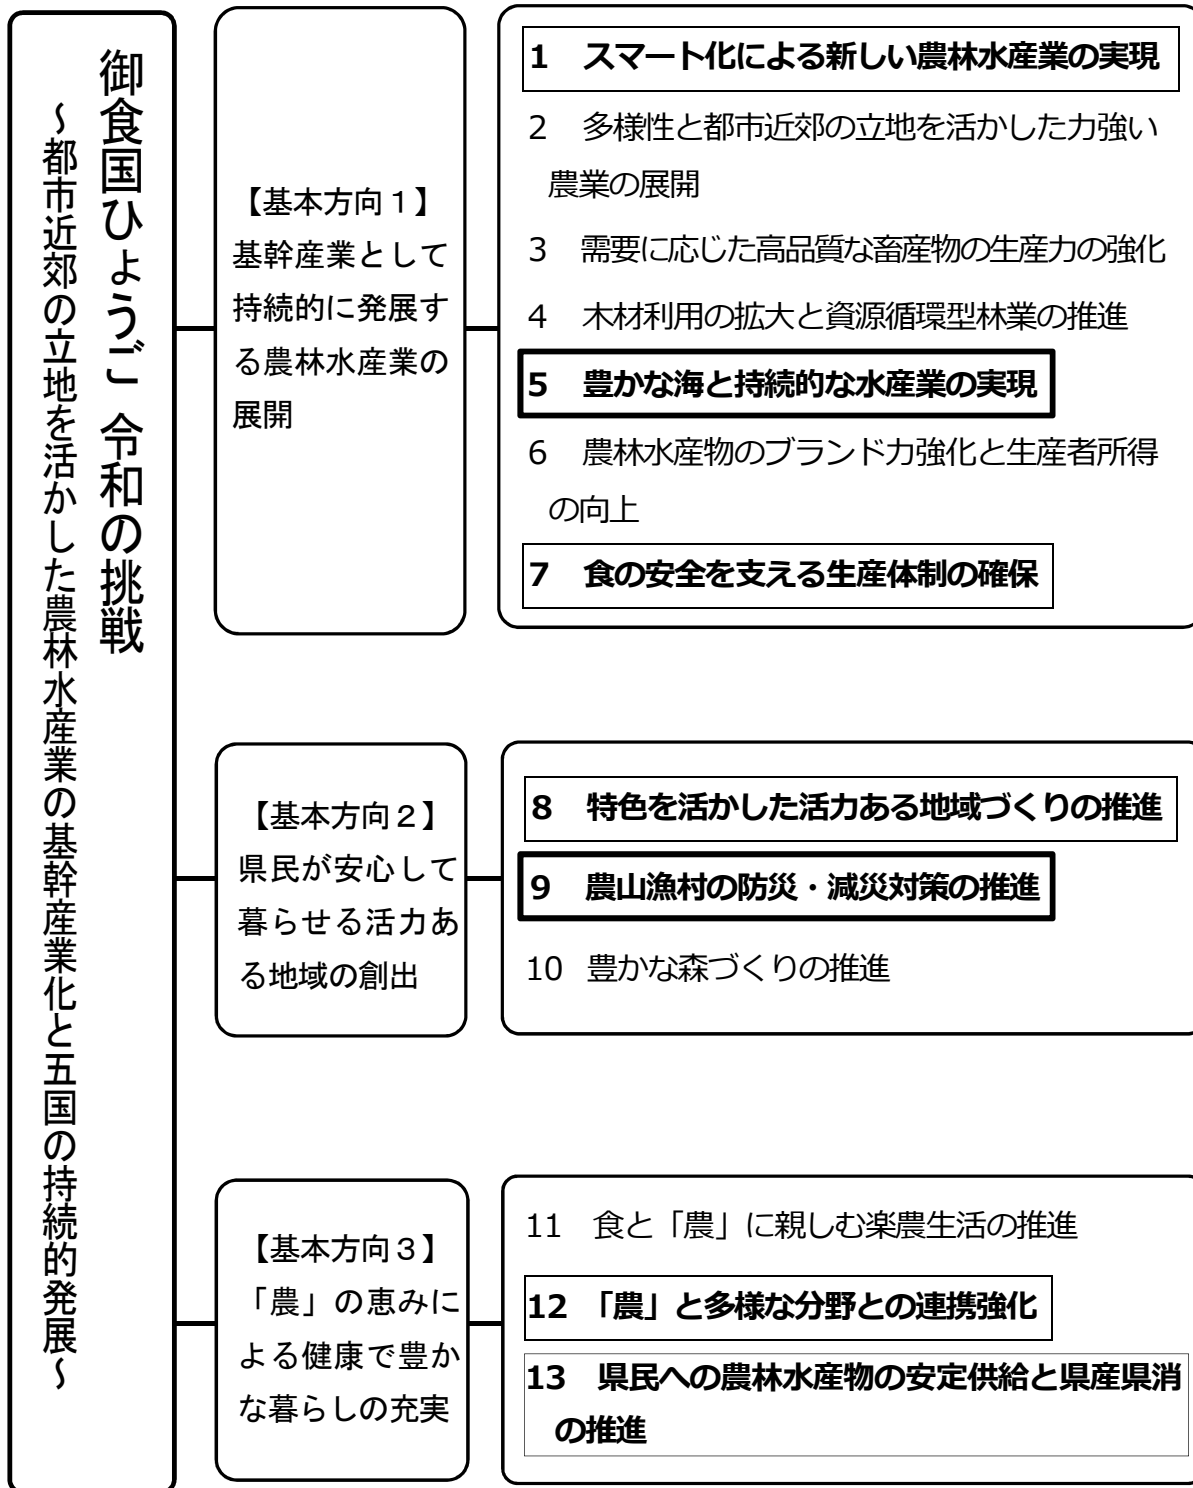 御食国ひょうご 令和の挑戦
～都市近郊の立地を活かした農林水産業の基幹産業化と五国の持続的発展～
【基本方向１】
基幹産業として
持続的に発展す
る農林水産業の
展開
1 スマート化による新しい農林水産業の実現
2 多様性と都市近郊の立地を活かした力強い
農業の展開
3 需要に応じた高品質な畜産物の生産力の強化
4 木材利用の拡大と資源循環型林業の推進
5 豊かな海と持続的な水産業の実現
6 農林水産物のブランド力強化と生産者所得
の向上
7 食の安全を支える生産体制の確保
【基本方向２】
県民が安心して
暮らせる活力あ
る地域の創出
8 特色を活かした活力ある地域づくりの推進
9 農山漁村の防災・減災対策の推進
10 豊かな森づくりの推進
【基本方向３】
「農」の恵みに
よる健康で豊か
な暮らしの充実
11 食と「農」に親しむ楽農生活の推進
12 「農」と多様な分野との連携強化
13 県民への農林水産物の安定供給と県産県消
の推進